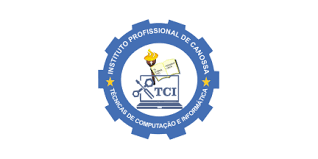 INSTITUTO PROFISSIONAL DE CANOSSA
TCI
TÉCNICAS DE COMPUTAÇÃO E INFORMÁTICA